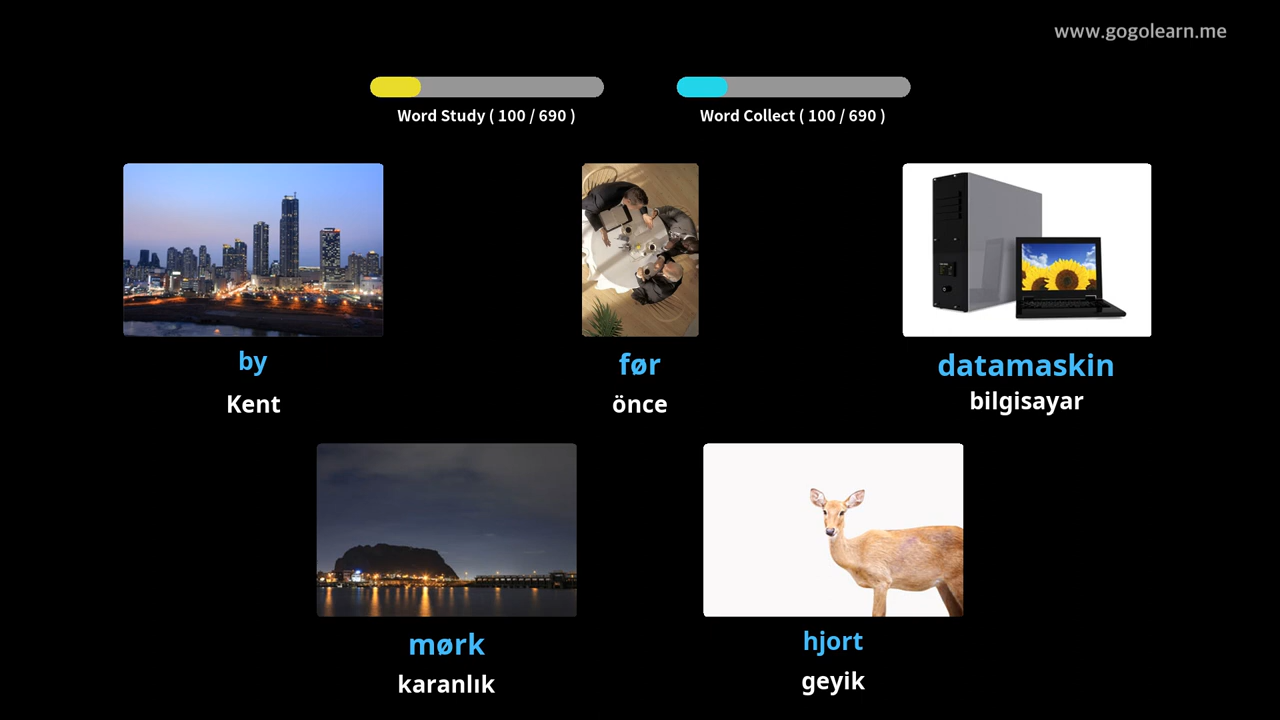 www.gogolearn.me
Word Study ( 100 / 690 )
Word Collect ( 100 / 690 )
by
Kent
før
önce
datamaskin
bilgisayar
mørk
karanlık
hjort
geyik